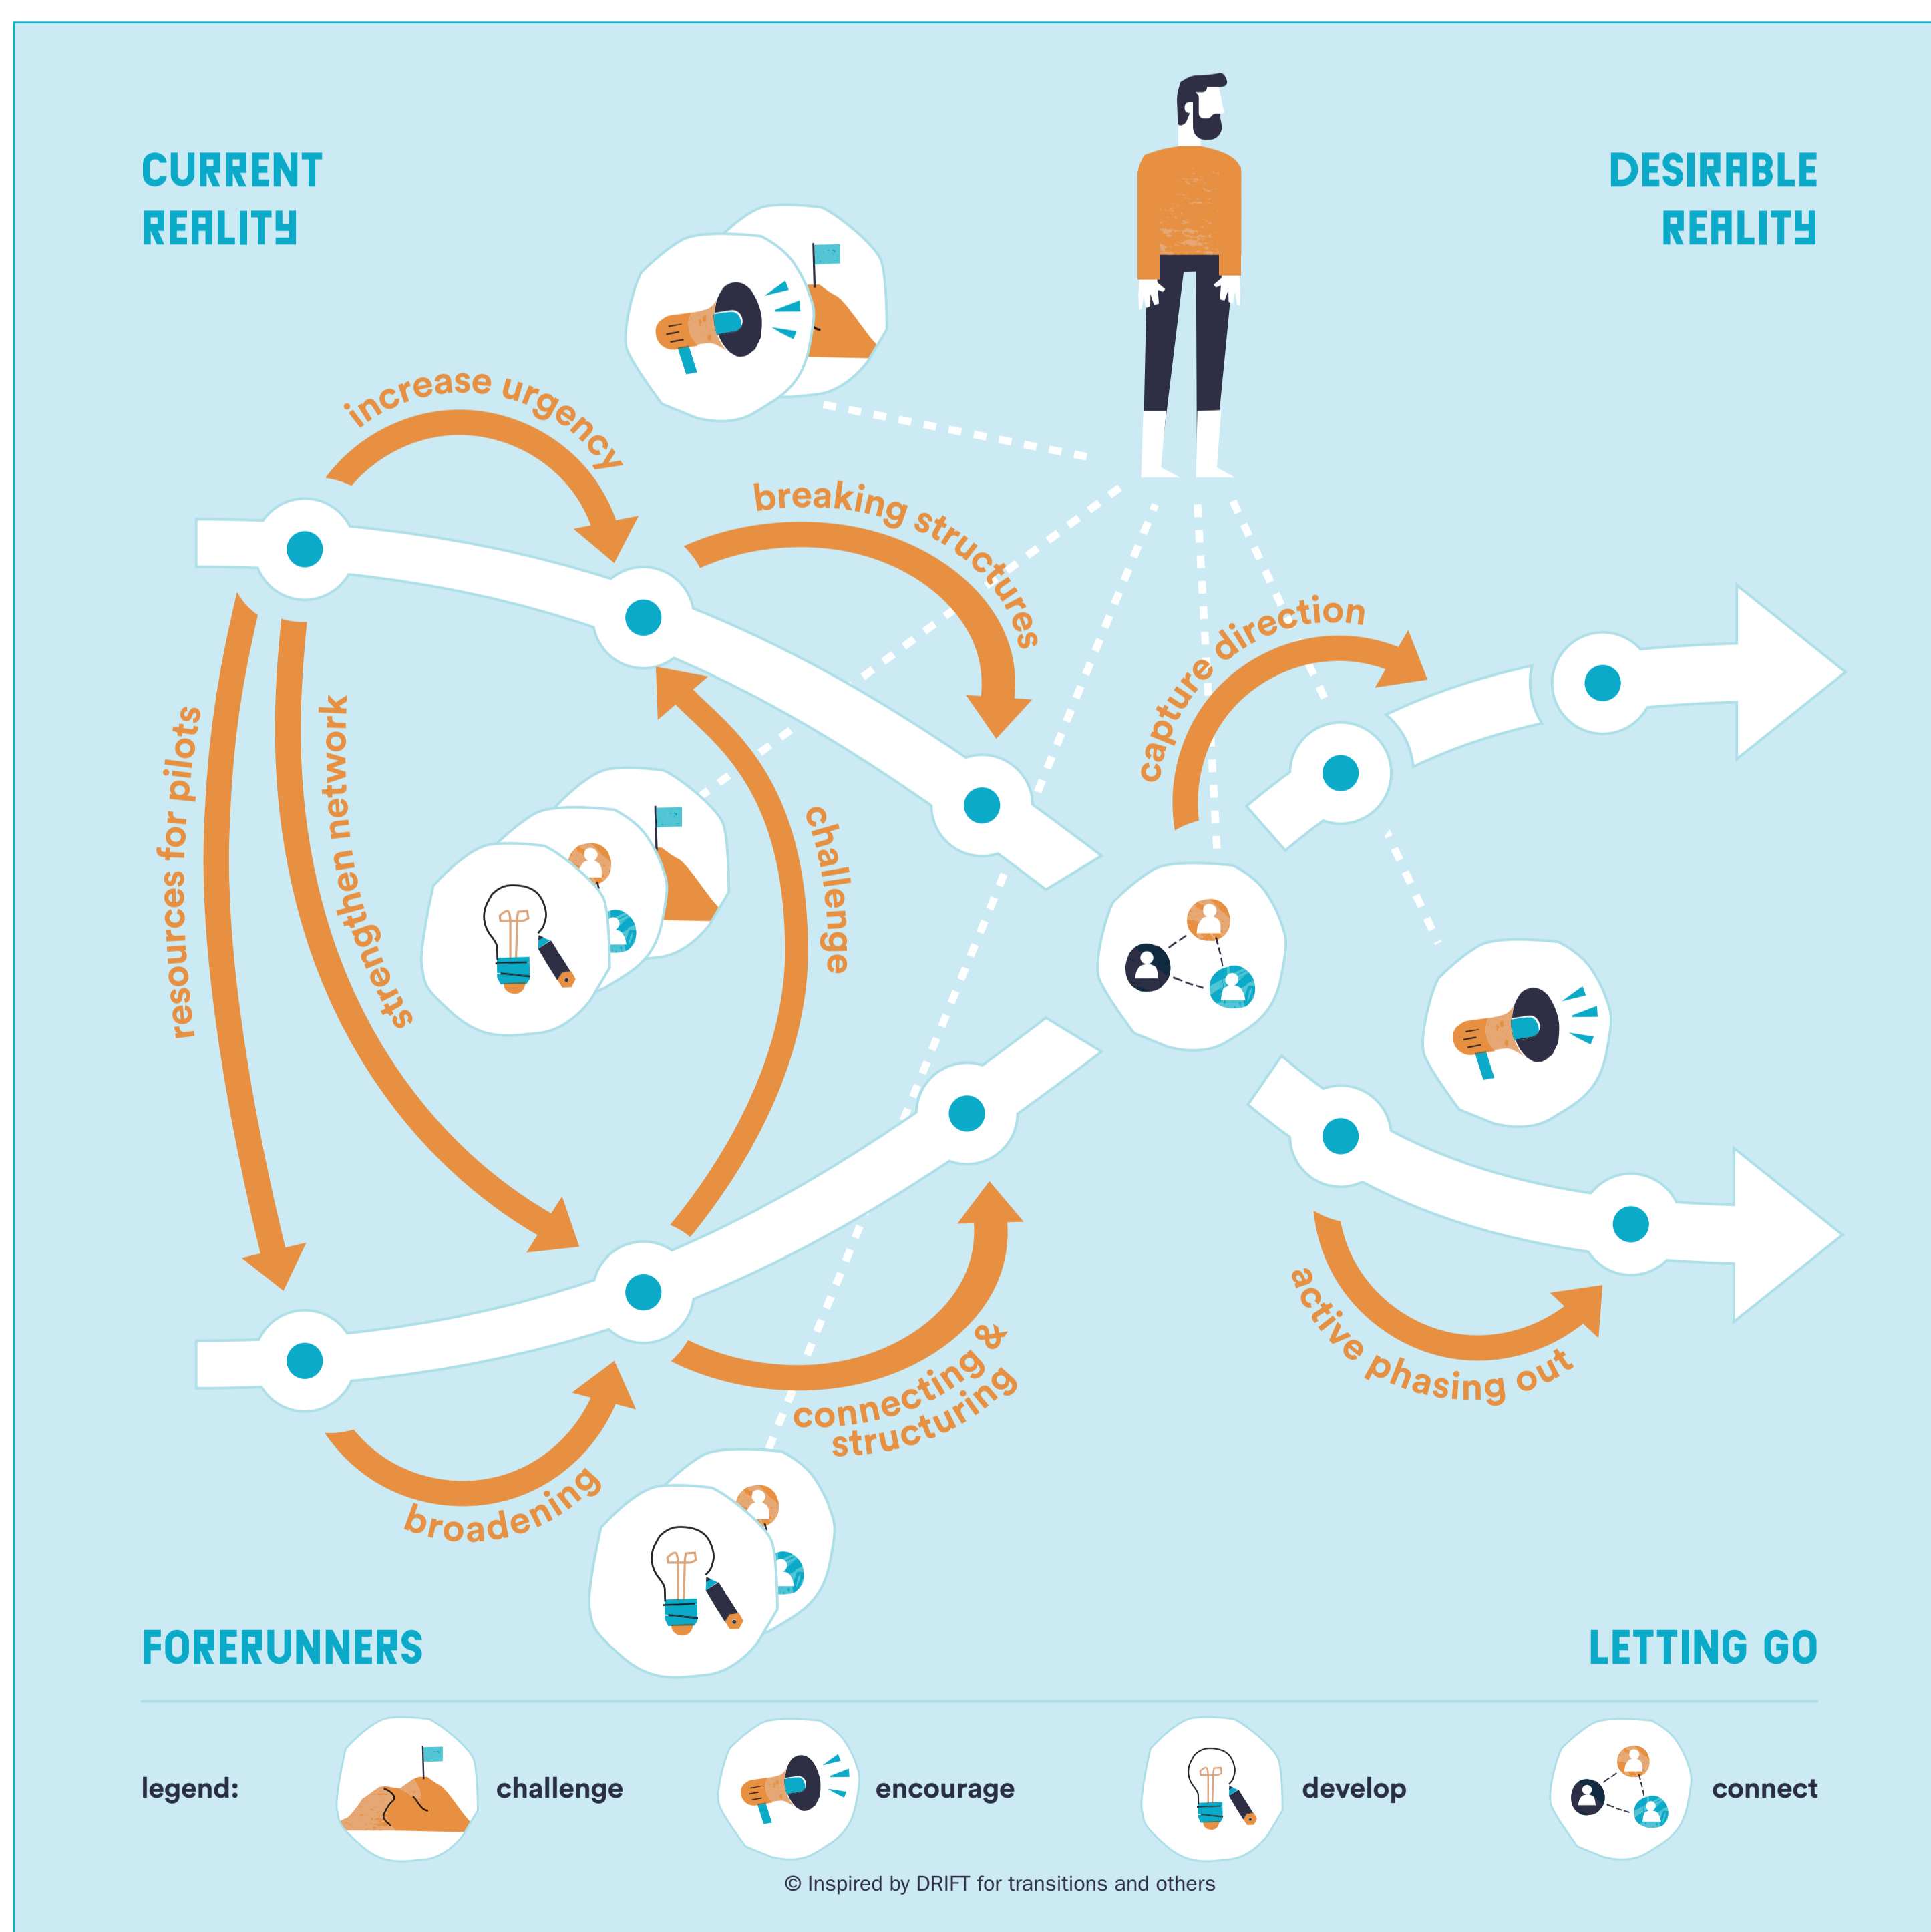 CURRENT
REALITY
DESIRABLE
REALITY
increase urgency
breaking structures
capture direction
resources for pilots
strengthen network
challenge
connecting &
structuring
active phasing out
broadening
FORERUNNERS
LETTING GO
legend:
challenge
encourage
develop
connect
© Inspired by DRIFT for transitions and others